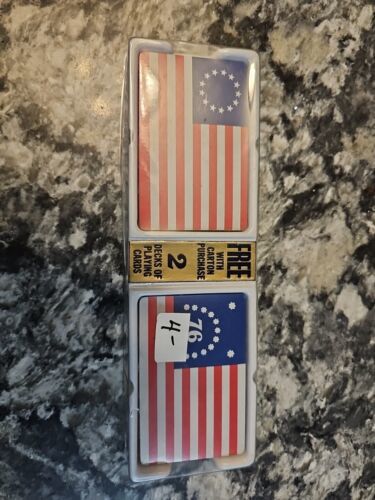 FREE
WITH
CARTON
PURCHASE
2
DECKS OF
PLAYING
CARDS
76
4-